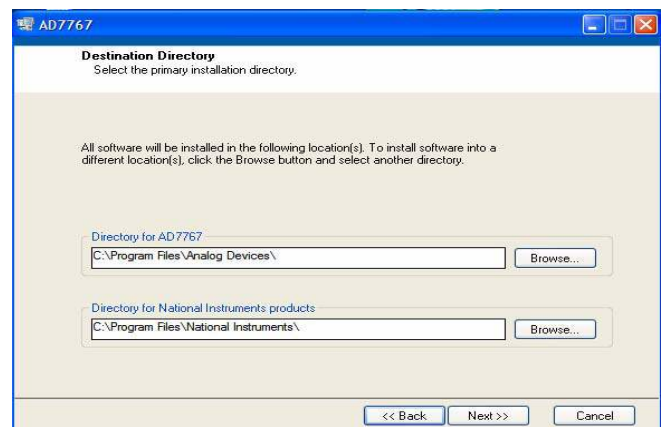 AD7767
Destination Directory
Select the primary installation directory.
All software will be installed in the following location(s). To install software into a
different location(s), click the Browse button and select another directory.
Directory for AD7767
C:\Program Files\Analog Devices\
Browse...
Directory for National Instruments products
C:\Program Files\National Instruments\
Browse...
<< Back
Next >>
Cancel